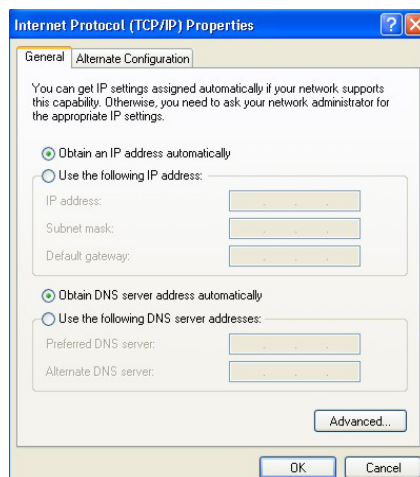 Internet Protocol (TCP/IP) Properties
General
Alternate Configuration
You can get IP settings assigned automatically if your network supports
this capability. Otherwise, you need to ask your network administrator for
the appropriate IP settings.
Obtain an IP address automatically
Use the following IP address:
IP address:
Subnet mask:
Default gateway:
Obtain DNS server address automatically
Use the following DNS server addresses:
Preferred DNS server:
Alternate DNS server:
Advanced...
OK
Cancel